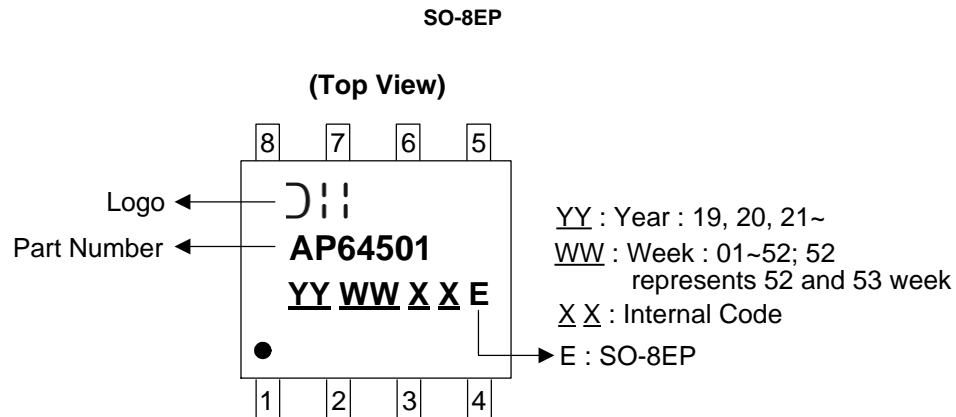 SO-8EP
(Top View)
8 7 6 5
Logo
Part Number
AP64501
YY WW X X E
YY : Year : 19, 20, 21~
WW : Week : 01~52; 52
represents 52 and 53 week
X X : Internal Code
E : SO-8EP
1 2 3 4